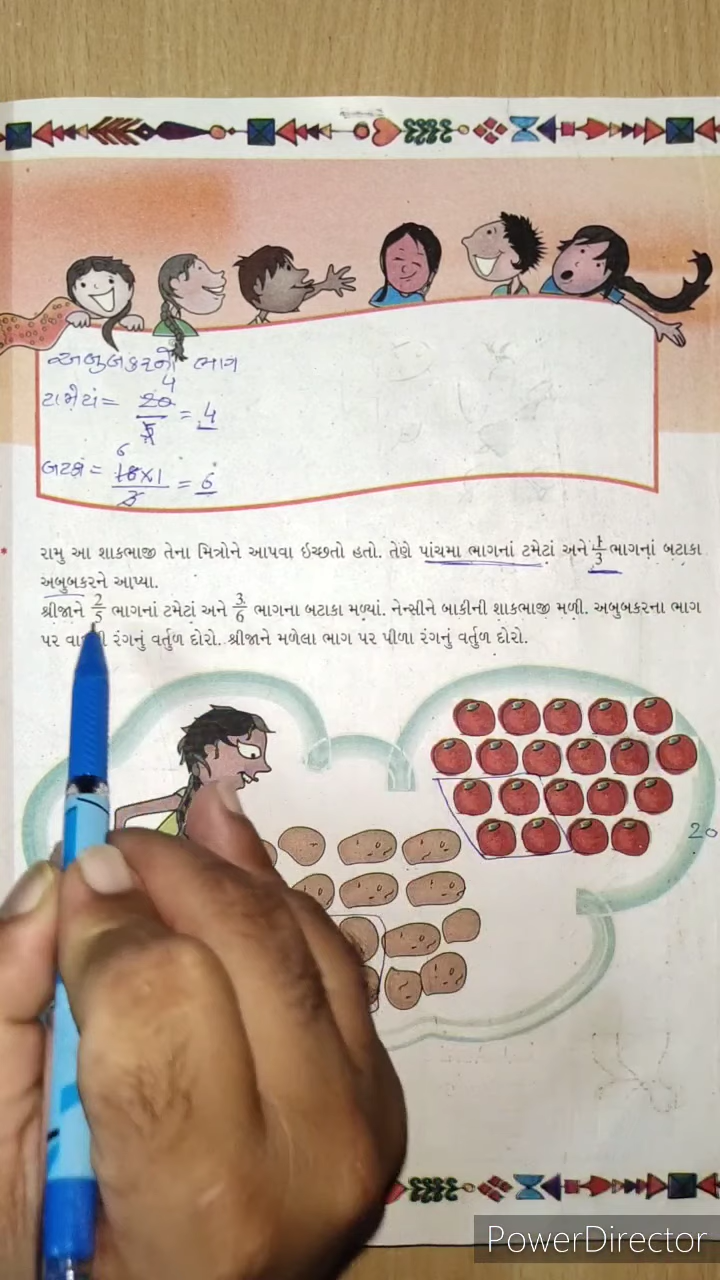 અબુબકરનો ભાગ
4
ટામેટાં = 20/5 = 4
6
બટાકા = 18×1/3 = 6
* રામુ આ શાકભાજી તેના મિત્રોને આપવા ઈચ્છતો હતો. તેણે પાંચમા ભાગનાં ટમેટાં અને 1/3 ભાગનાં બટાકા
અબુબકરને આપ્યા.
શ્રીજાને 2/5 ભાગનાં ટમેટાં અને 3/6 ભાગના બટાકા મળ્યાં. નેન્સીને બાકીની શાકભાજી મળી. અબુબકરના ભાગ
પર રંગનું વર્તુળ દોરો. શ્રીજાને મળેલા ભાગ પર પીળા રંગનું વર્તુળ દોરો.
20
PowerDirector